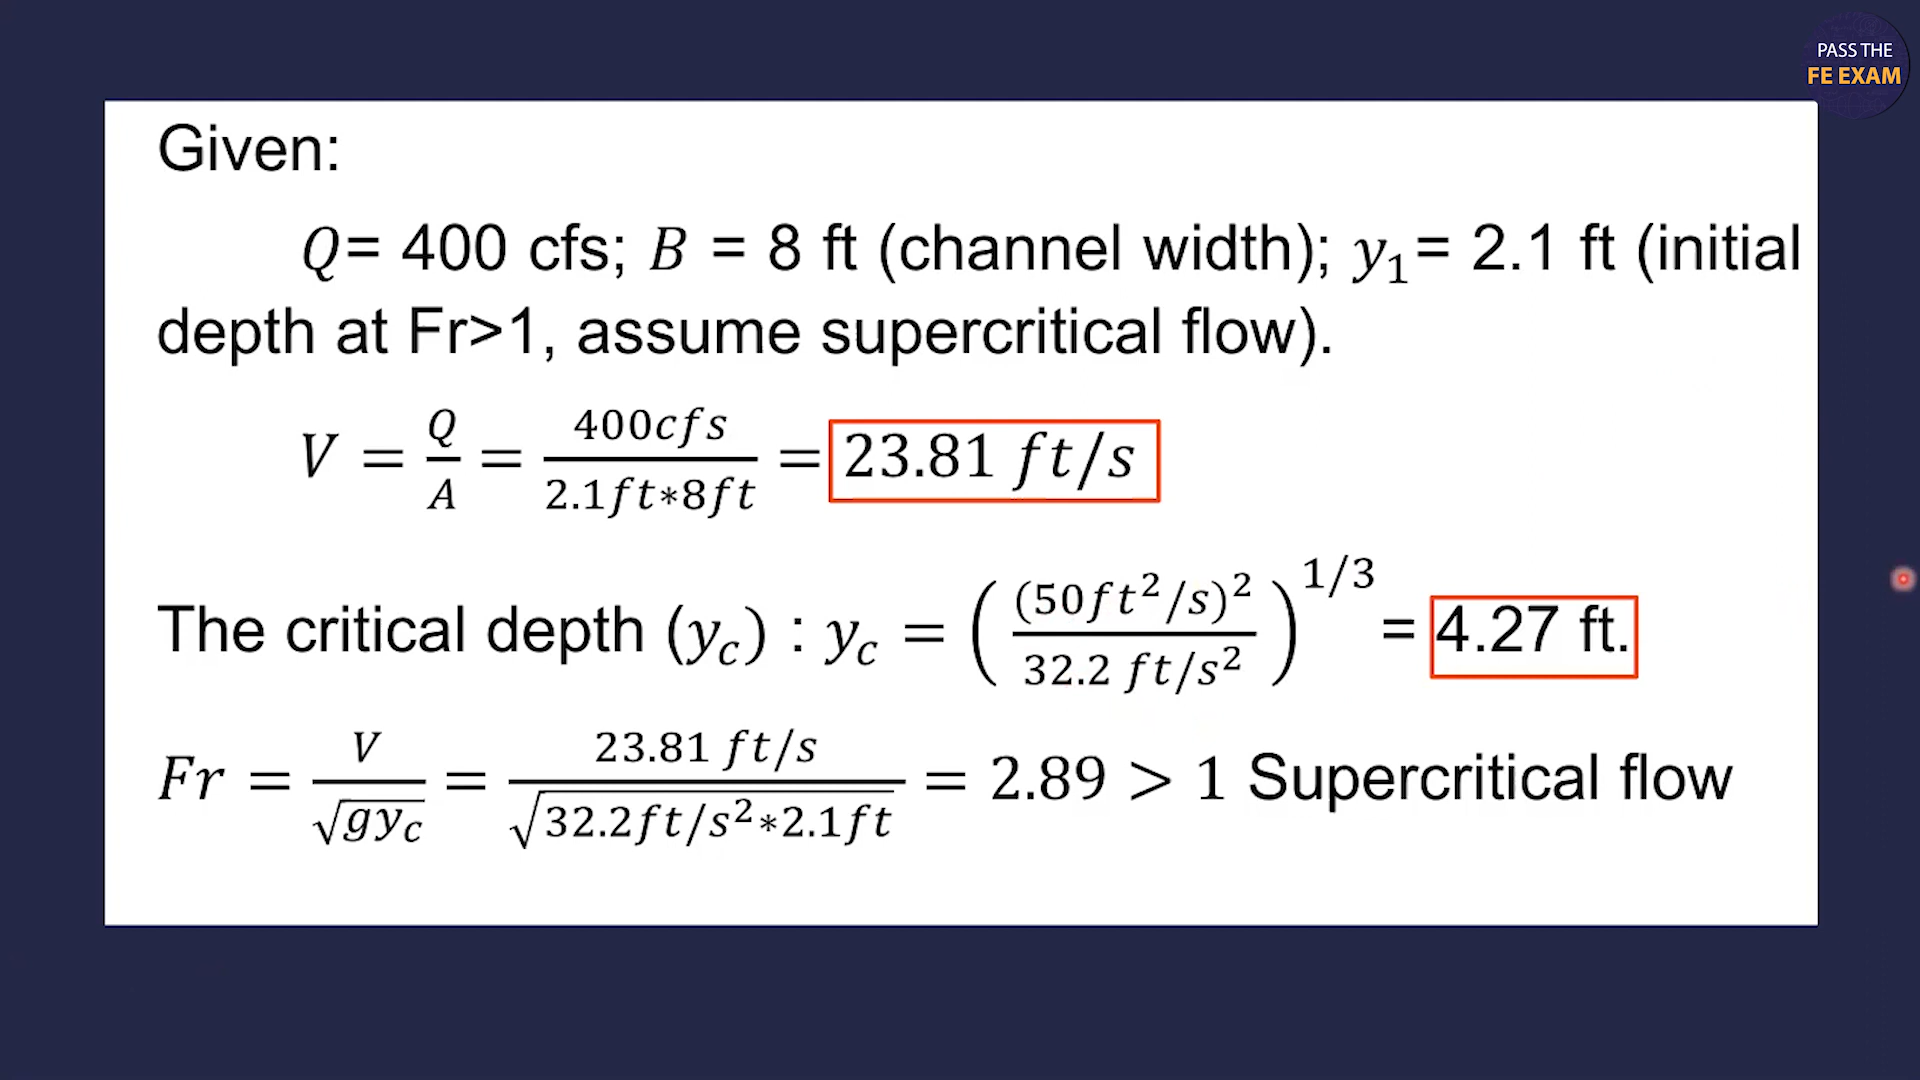 PASS THE
FE EXAM
Given:
Q= 400 cfs; B = 8 ft (channel width); y₁= 2.1 ft (initial
depth at Fr>1, assume supercritical flow).
V = Q/A = 400cfs/(2.1ft*8ft) = 23.81 ft/s
The critical depth (y_c) : y_c = ((50ft²/s)²/(32.2 ft/s²))^(1/3) = 4.27 ft.
Fr = V/√(gy_c) = 23.81 ft/s/√(32.2ft/s²*2.1ft) = 2.89 > 1 Supercritical flow